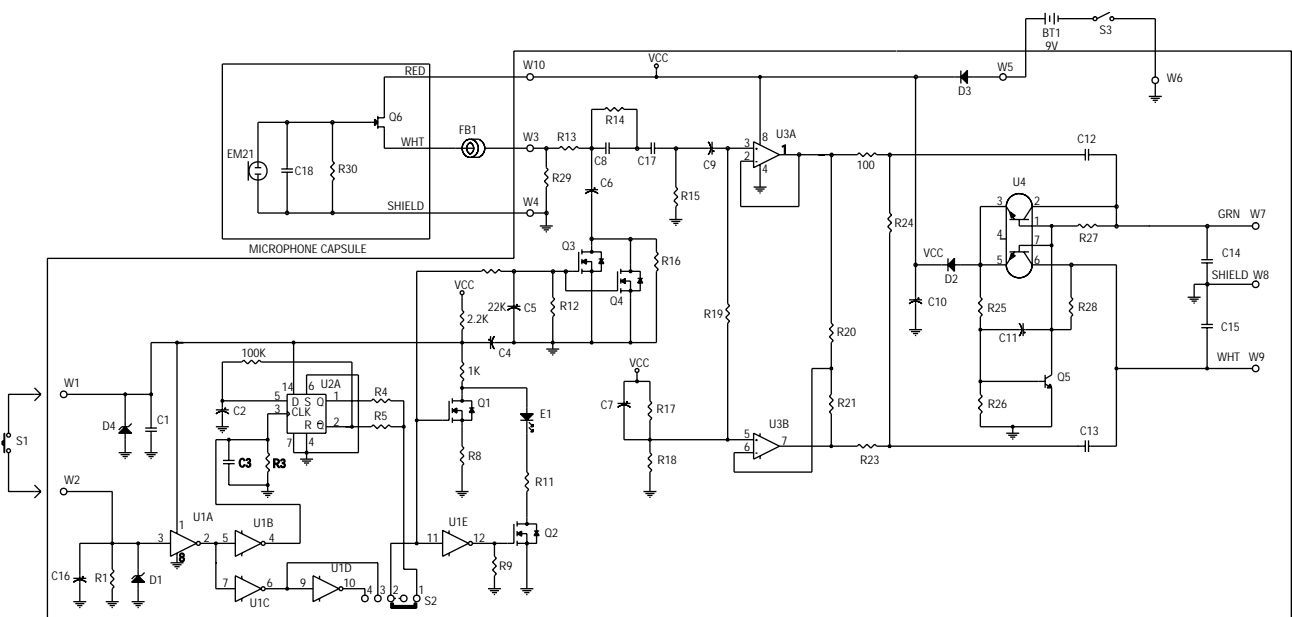 BT1
9V
S3
VCC
W10
W5
W6
RED
D3
Q6
WHT
FB1
W3
R13
R14
C8
C17
C9
3
2
8
4
1
U3A
100
C12
EM21
C18
R30
R29
C6
R15
SHIELD
W4
MICROPHONE CAPSULE
U4
3
2
1
4
7
5
6
R27
GRN W7
R24
C14
SHIELD W8
Q3
Q4
R16
VCC
D2
C10
R25
R28
C11
C15
WHT W9
VCC
2.2K
22K
C5
R12
C4
R19
R20
100K
W1
14
6
U2A
5
D S Q
1
3
CLK
R Q
2
7
4
R4
R5
C2
1K
Q1
E1
VCC
C7
R17
R21
Q5
R26
S1
D4
C1
C3
R3
R8
R11
R18
5
6
7
U3B
R23
C13
W2
U1A
1
3
2
8
U1B
5
4
U1E
11
12
Q2
C16
R1
D1
7
6
U1C
9
U1D
10
4
3
2
1
S2
R9